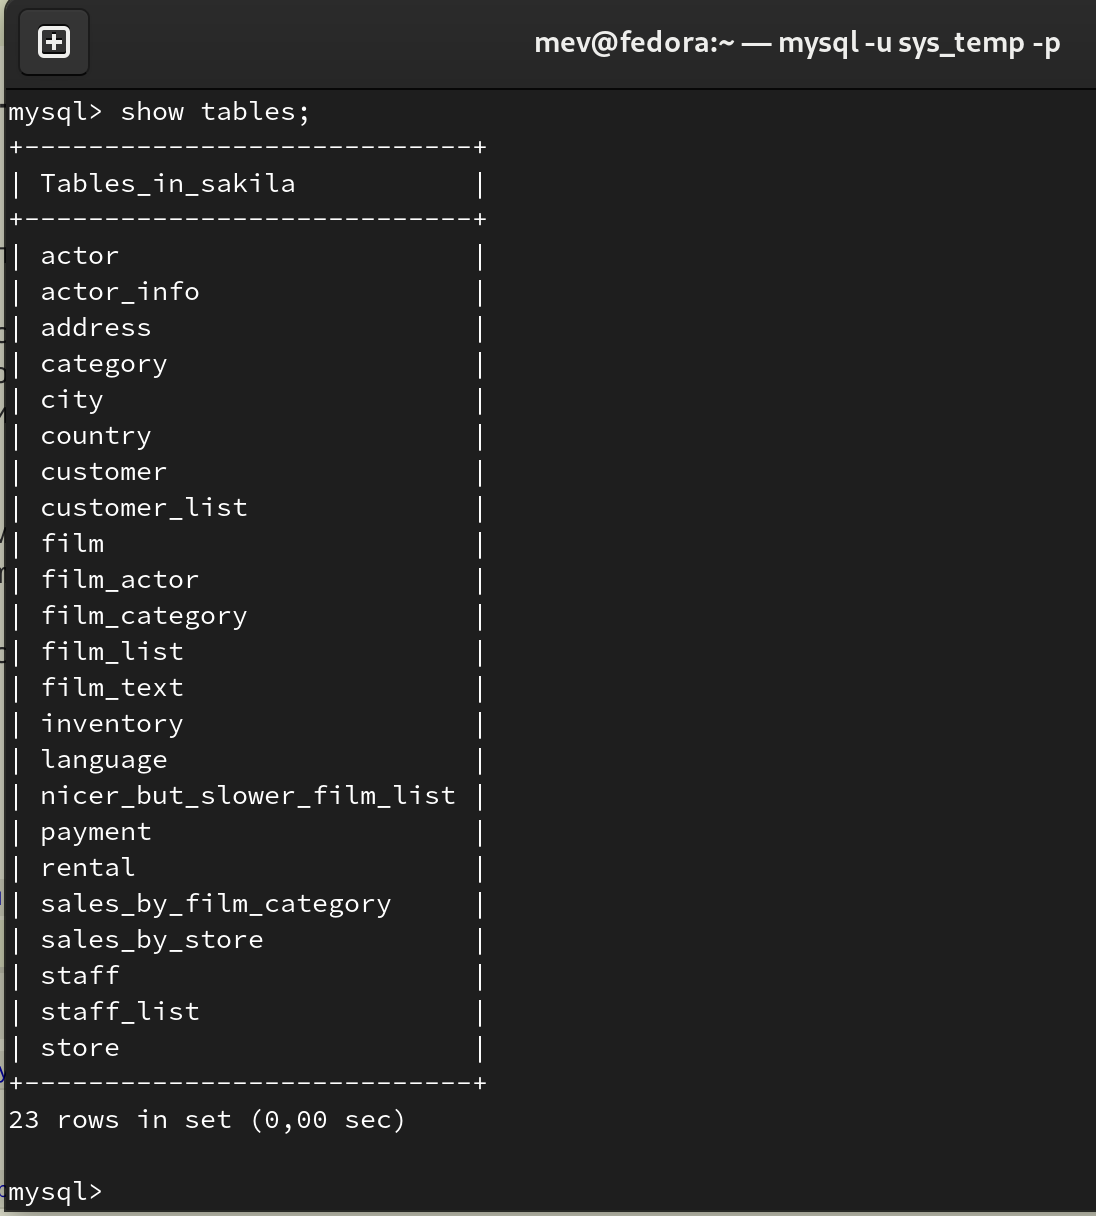 mev@fedora:~ — mysql -u sys_temp -p
mysql> show tables;
+----------------------------+
| Tables_in_sakila           |
+----------------------------+
| actor                      |
| actor_info                 |
| address                    |
| category                   |
| city                       |
| country                    |
| customer                   |
| customer_list              |
| film                       |
| film_actor                 |
| film_category              |
| film_list                  |
| film_text                  |
| inventory                  |
| language                   |
| nicer_but_slower_film_list |
| payment                    |
| rental                     |
| sales_by_film_category     |
| sales_by_store             |
| staff                      |
| staff_list                 |
| store                      |
+----------------------------+
23 rows in set (0,00 sec)
mysql>